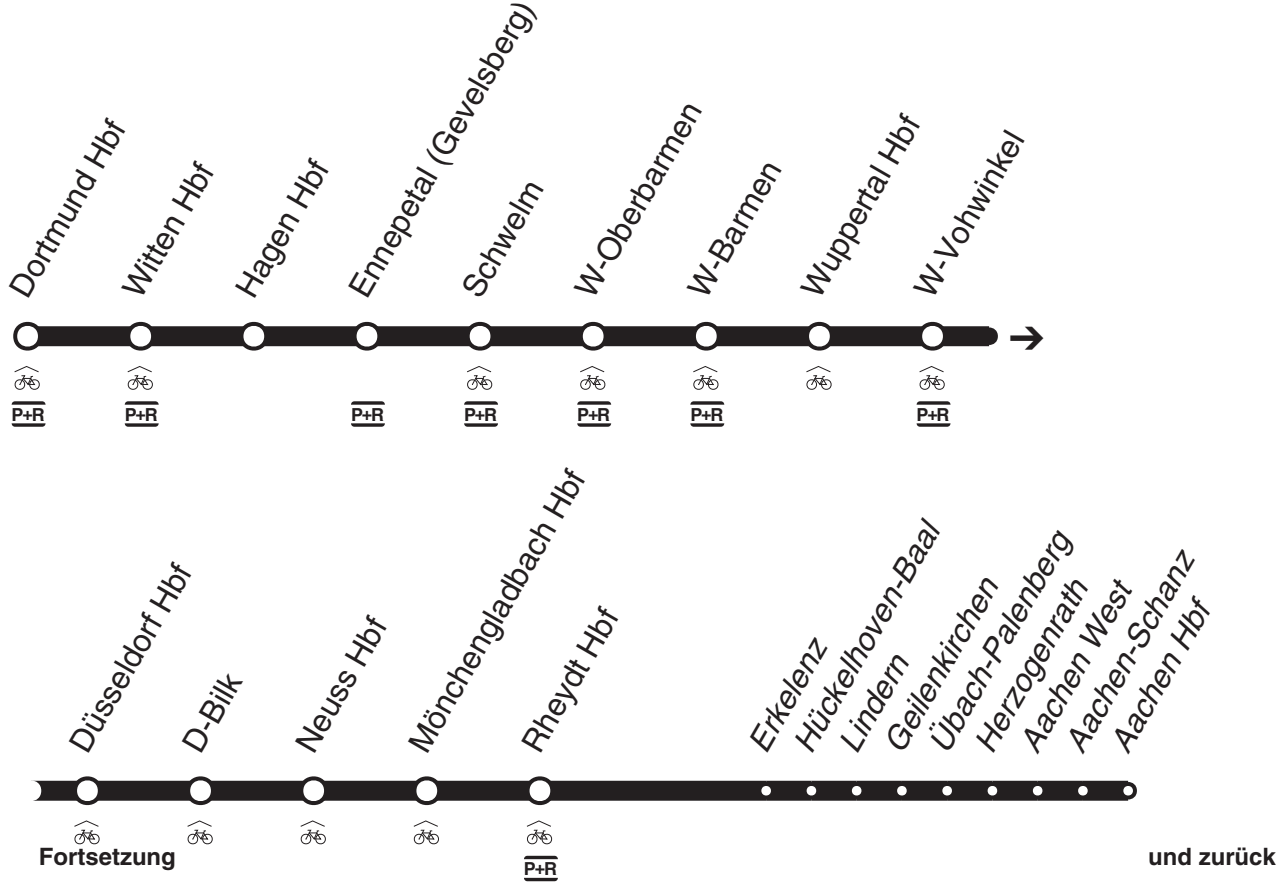 Dortmund Hbf
Witten Hbf
Hagen Hbf
Ennepetal (Gevelsberg)
Schwelm
W-Oberbarmen
W-Barmen
Wuppertal Hbf
W-Vohwinkel
P+R
P+R
P+R
P+R
P+R
P+R
P+R
Düsseldorf Hbf
D-Bilk
Neuss Hbf
Mönchengladbach Hbf
Rheydt Hbf
Erkelenz
Hückelhoven-Baal
Lindern
Geilenkirchen
Übach-Palenberg
Herzogenrath
Aachen West
Aachen-Schanz
Aachen Hbf
Fortsetzung
P+R
und zurück